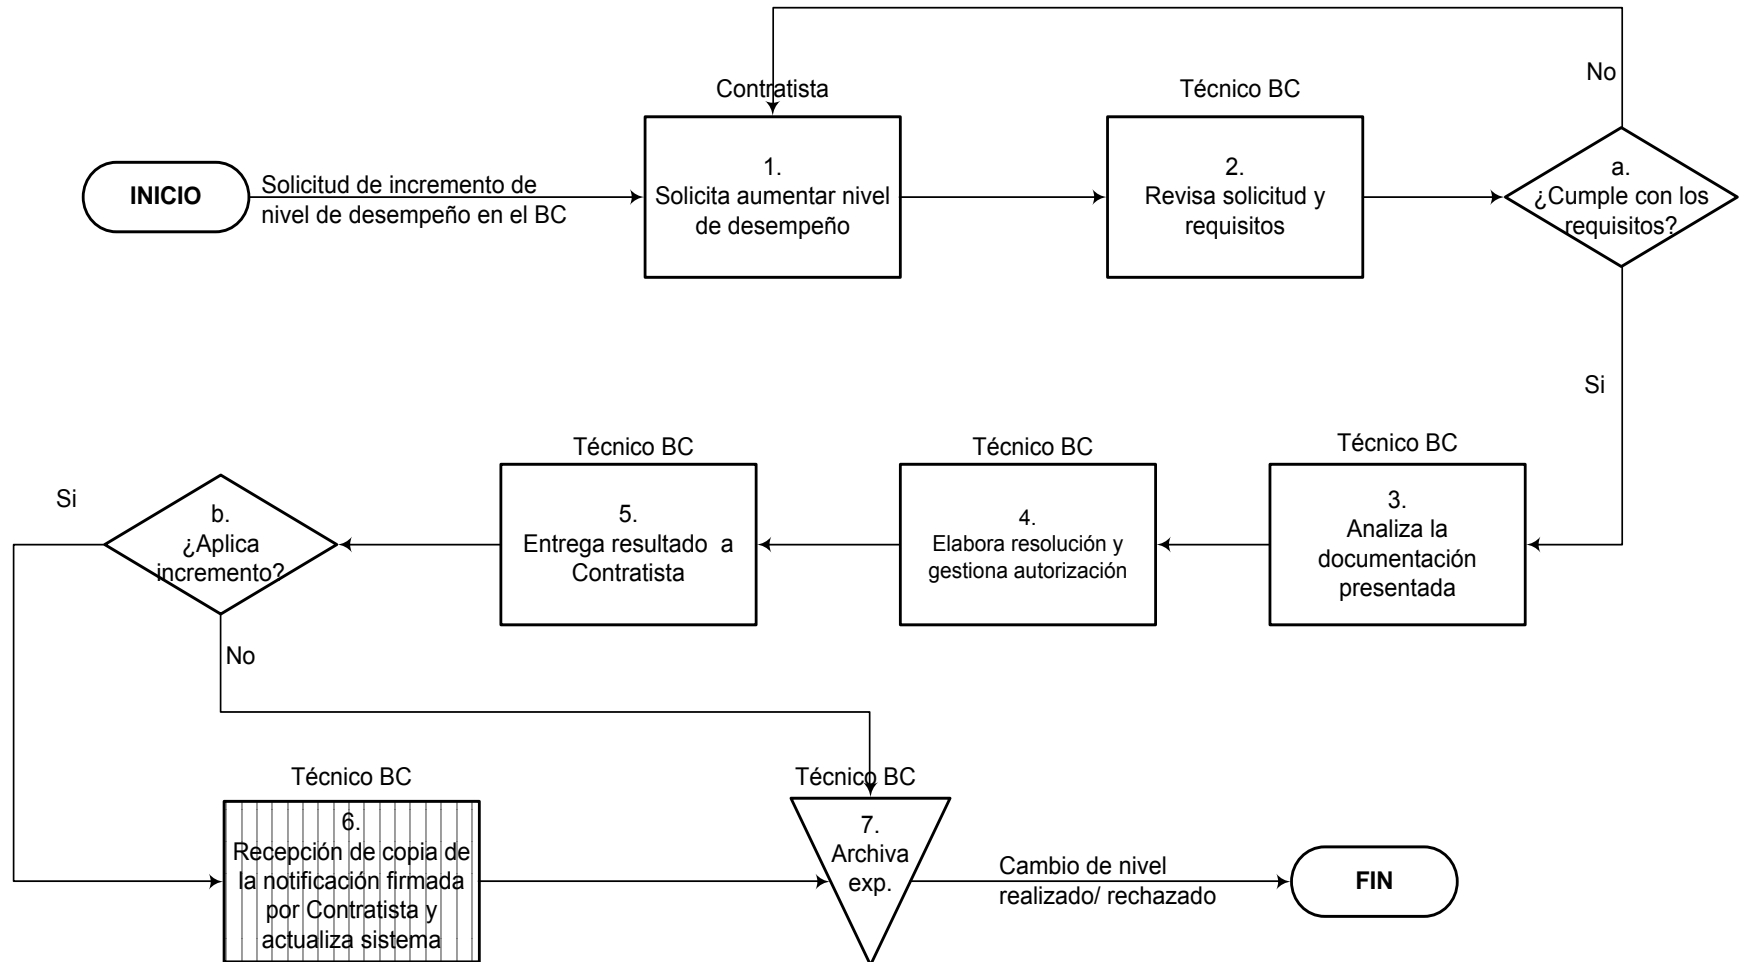 No
Contratista
Técnico BC
INICIO
Solicitud de incremento de
nivel de desempeño en el BC
1.
Solicita aumentar nivel
de desempeño
2.
Revisa solicitud y
requisitos
a.
¿Cumple con los
requisitos?
Si
Técnico BC
Técnico BC
Técnico BC
3.
Analiza la
documentación
presentada
4.
Elabora resolución y
gestiona autorización
5.
Entrega resultado a
Contratista
b.
¿Aplica
incremento?
Si
No
Técnico BC
Técnico BC
6.
Recepción de copia de
la notificación firmada
por Contratista y
actualiza sistema
7.
Archiva
exp.
Cambio de nivel
realizado/ rechazado
FIN